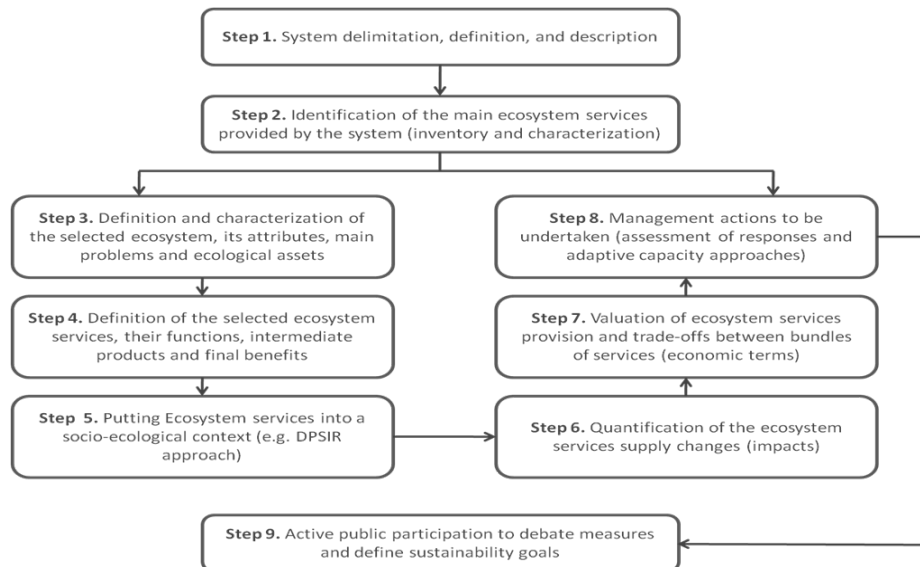 Step 1. System delimitation, definition, and description
Step 2. Identification of the main ecosystem services
provided by the system (inventory and characterization)
Step 3. Definition and characterization of
the selected ecosystem, its attributes, main
problems and ecological assets
Step 4. Definition of the selected ecosystem
services, their functions, intermediate
products and final benefits
Step 5. Putting Ecosystem services into a
socio-ecological context (e.g. DPSIR
approach)
Step 6. Quantification of the ecosystem
services supply changes (impacts)
Step 7. Valuation of ecosystem services
provision and trade-offs between bundles
of services (economic terms)
Step 8. Management actions to be
undertaken (assessment of responses and
adaptive capacity approaches)
Step 9. Active public participation to debate measures
and define sustainability goals